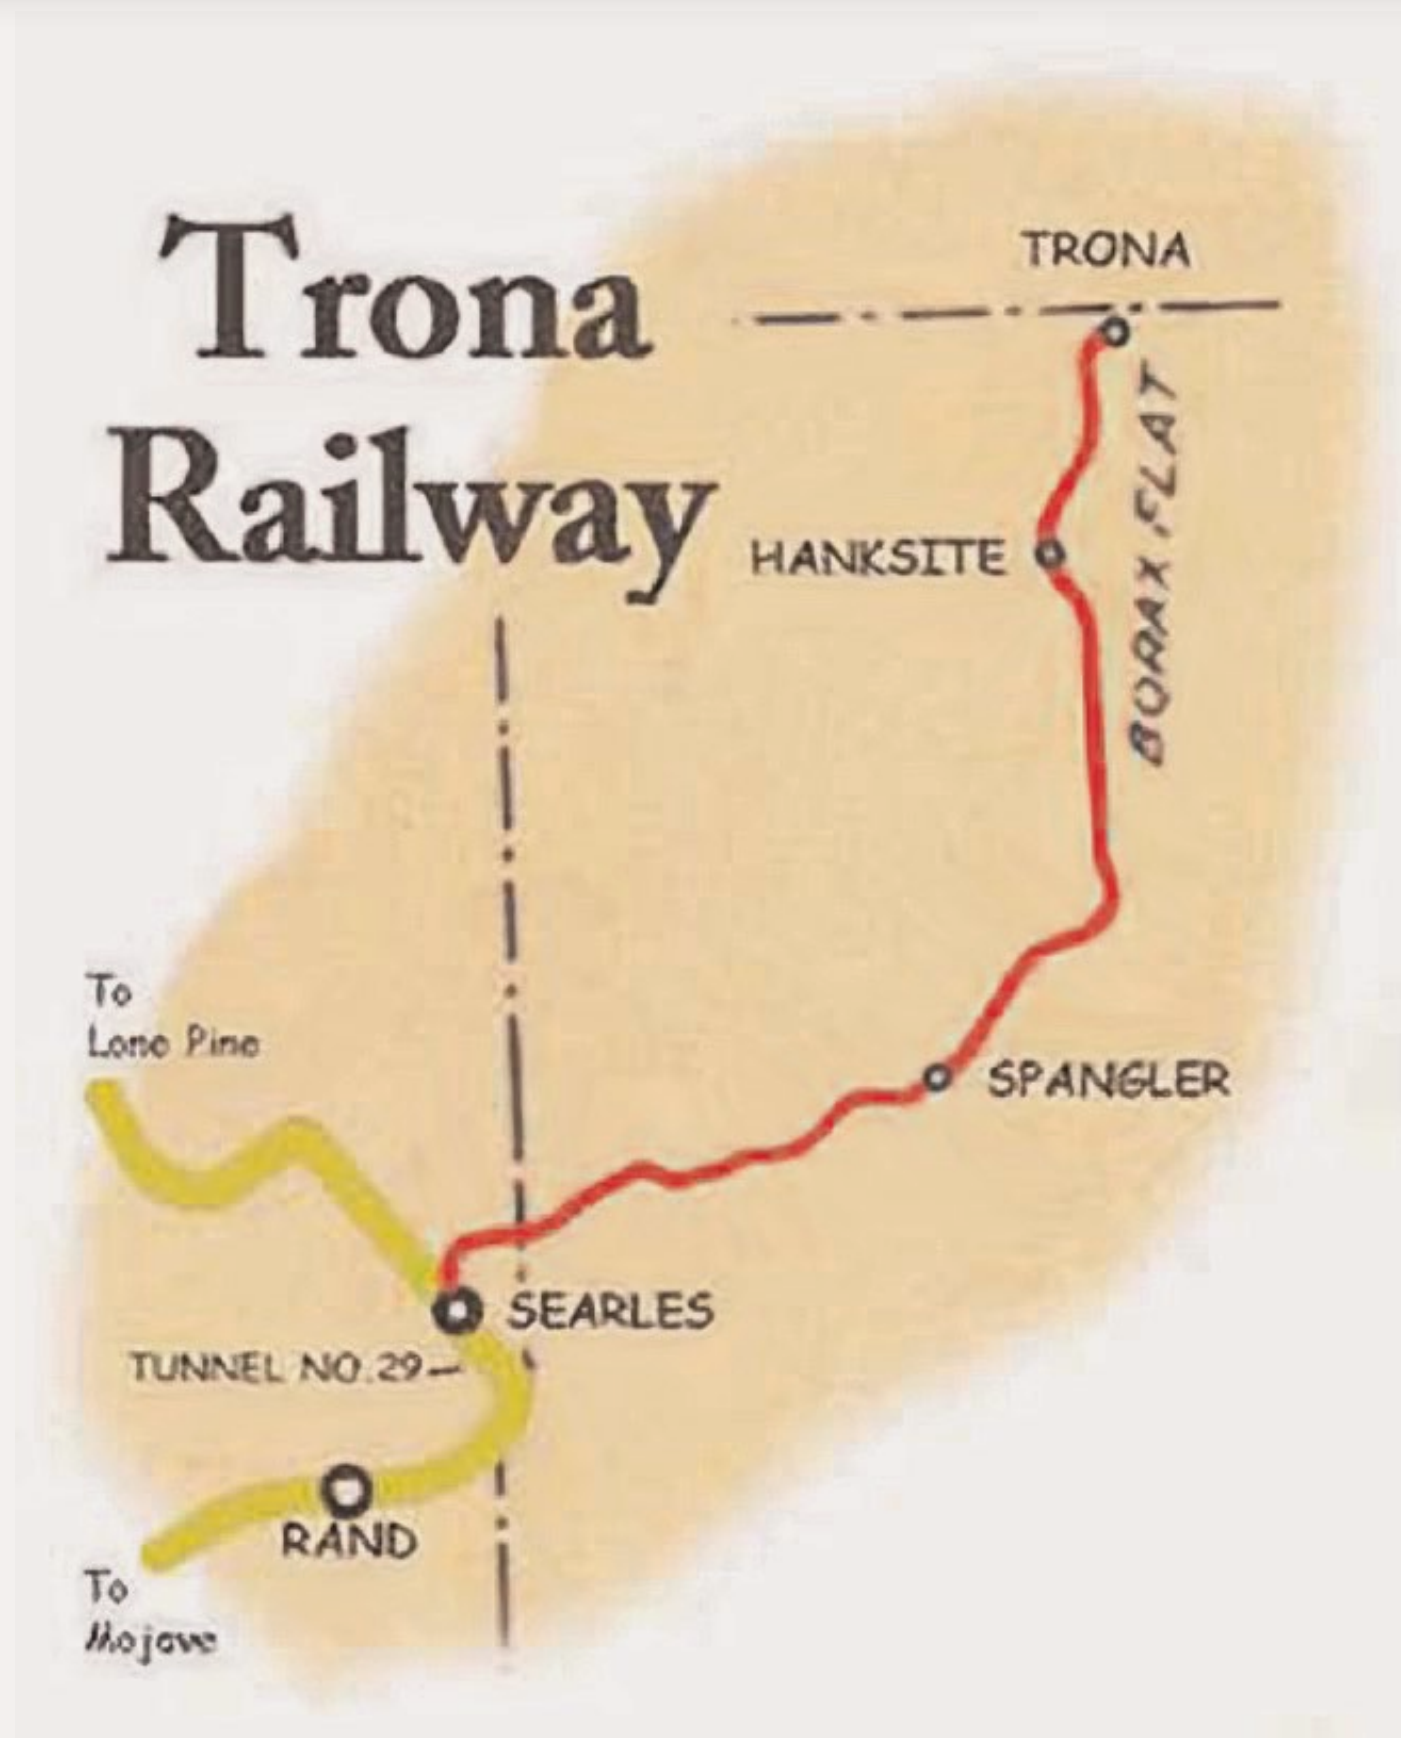 Trona
Railway
TRONA
BORAX FLAT
HANKSITE
To
Lone Pine
SPANGLER
SEARLES
TUNNEL NO.29
RAND
To
Mojave